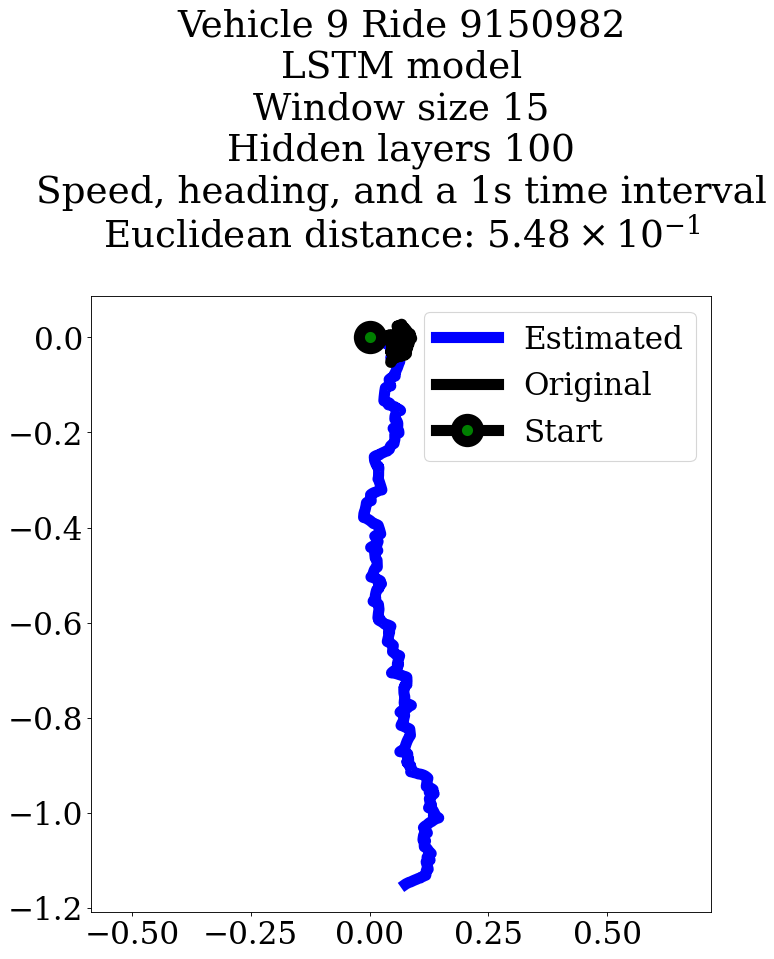 Vehicle 9 Ride 9150982
LSTM model
Window size 15
Hidden layers 100
Speed, heading, and a 1s time interval
Euclidean distance: 5.48 × 10⁻¹
Estimated
Original
Start
0.0
−0.2
−0.4
−0.6
−0.8
−1.0
−1.2
−0.50 −0.25 0.00 0.25 0.50